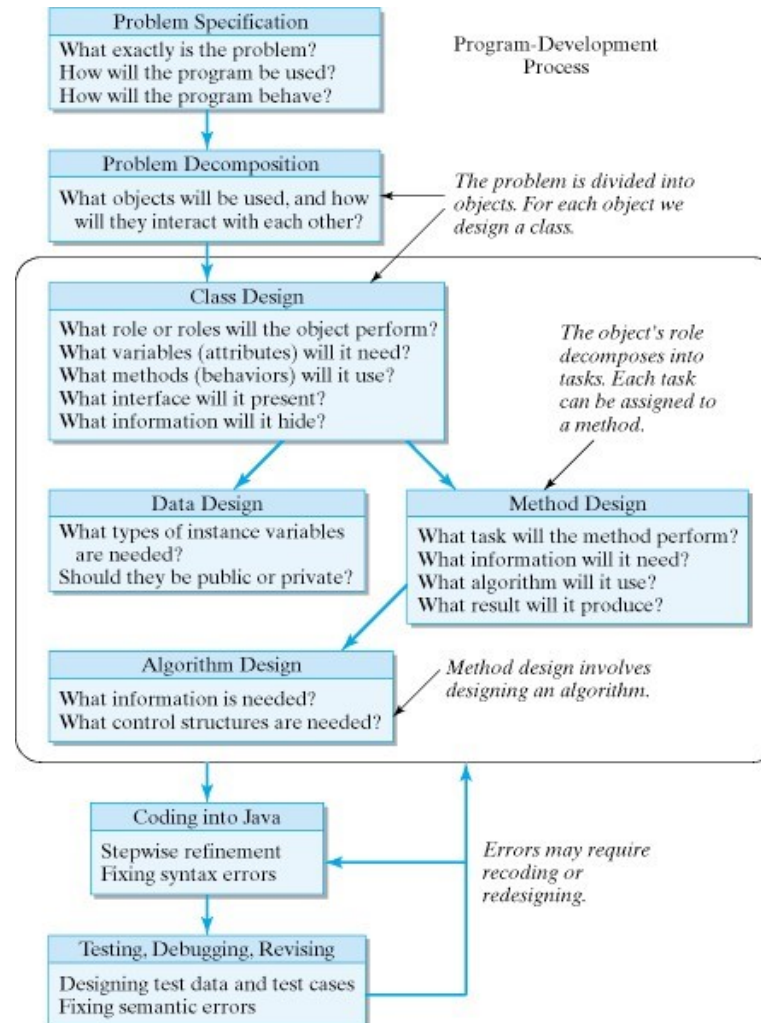 Problem Specification
What exactly is the problem?
How will the program be used?
How will the program behave?
Program-Development
Process
Problem Decomposition
What objects will be used, and how
will they interact with each other?
The problem is divided into
objects. For each object we
design a class.
Class Design
What role or roles will the object perform?
What variables (attributes) will it need?
What methods (behaviors) will it use?
What interface will it present?
What information will it hide?
The object's role
decomposes into
tasks. Each task
can be assigned to
a method.
Data Design
What types of instance variables
are needed?
Should they be public or private?
Method Design
What task will the method perform?
What information will it need?
What algorithm will it use?
What result will it produce?
Algorithm Design
What information is needed?
What control structures are needed?
Method design involves
designing an algorithm.
Coding into Java
Stepwise refinement
Fixing syntax errors
Errors may require
recoding or
redesigning.
Testing, Debugging, Revising
Designing test data and test cases
Fixing semantic errors